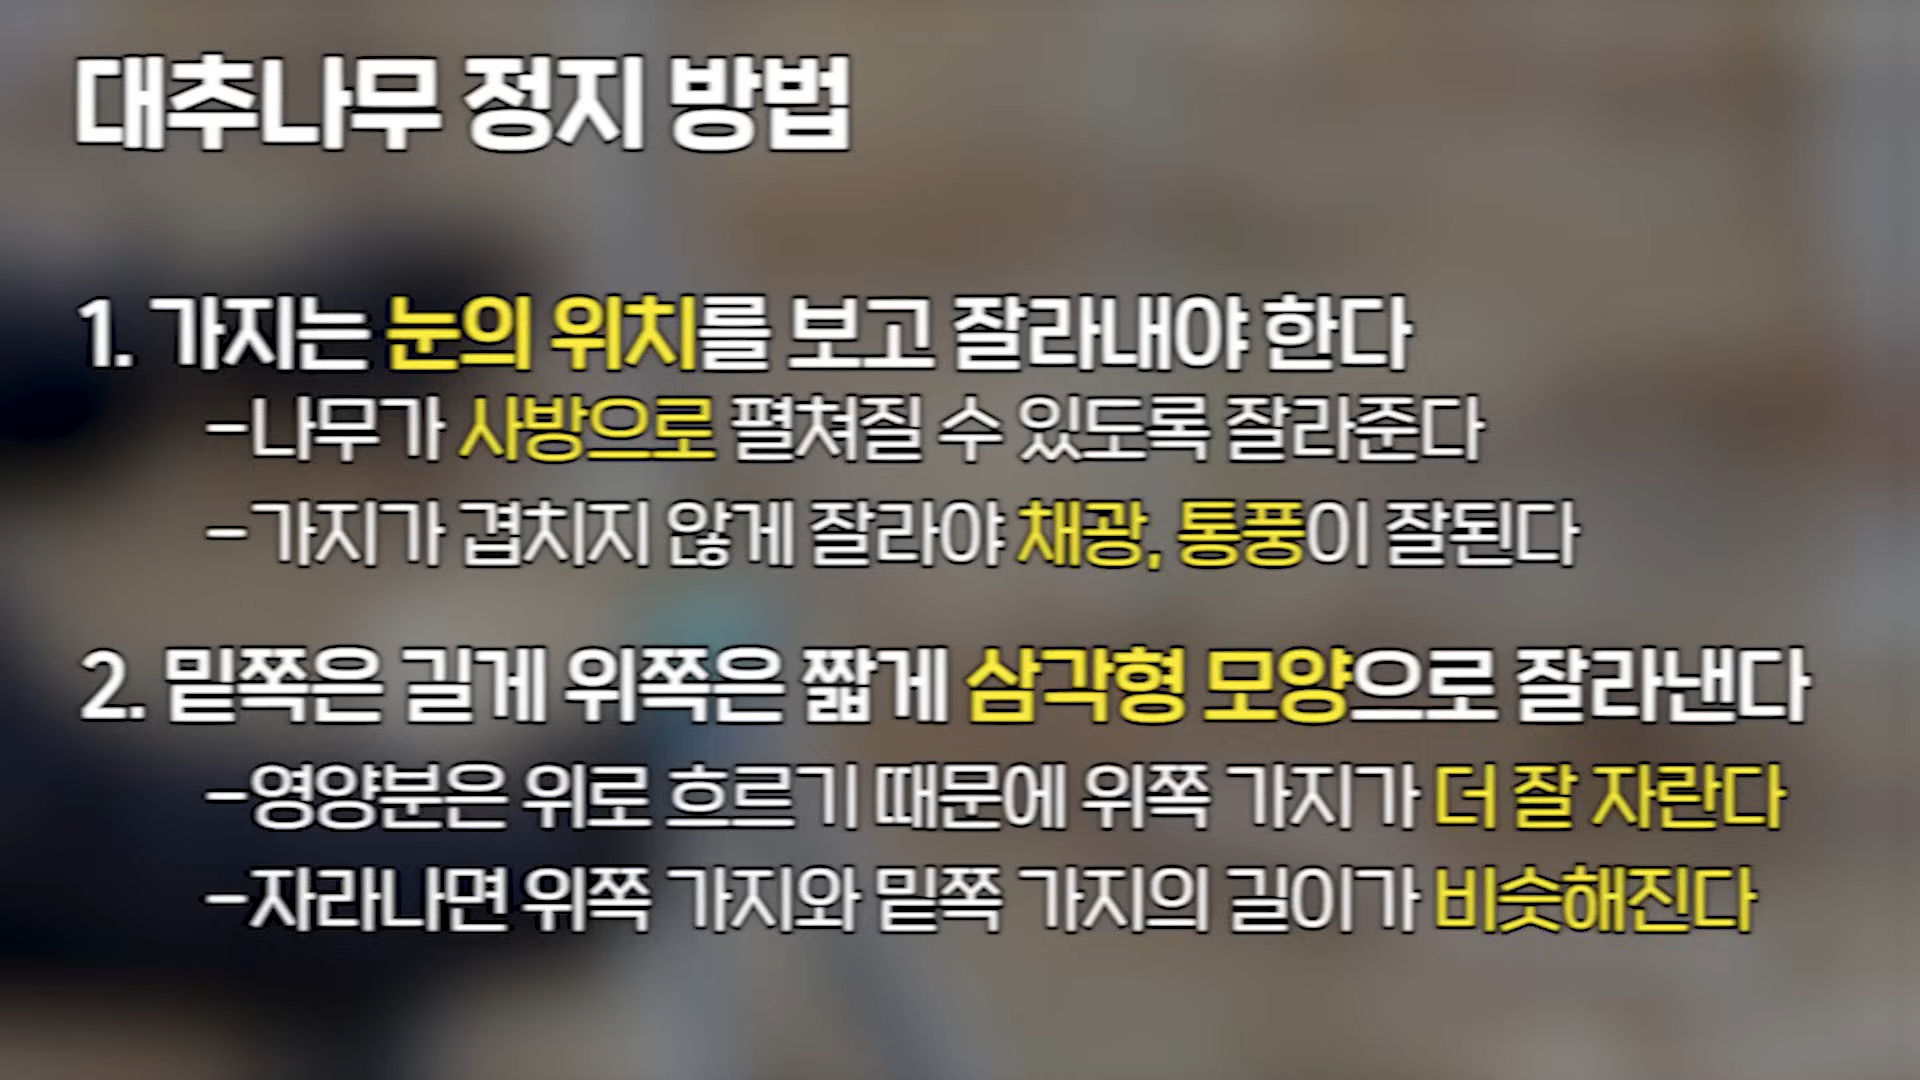 대추나무 정지 방법
1. 가지는 눈의 위치를 보고 잘라내야 한다
-나무가 사방으로 펼쳐질 수 있도록 잘라준다
-가지가 겹치지 않게 잘라야 채광, 통풍이 잘된다
2. 밑쪽은 길게 위쪽은 짧게 삼각형 모양으로 잘라낸다
-영양분은 위로 흐르기 때문에 위쪽 가지가 더 잘 자란다
-자라나면 위쪽 가지와 밑쪽 가지의 길이가 비슷해진다